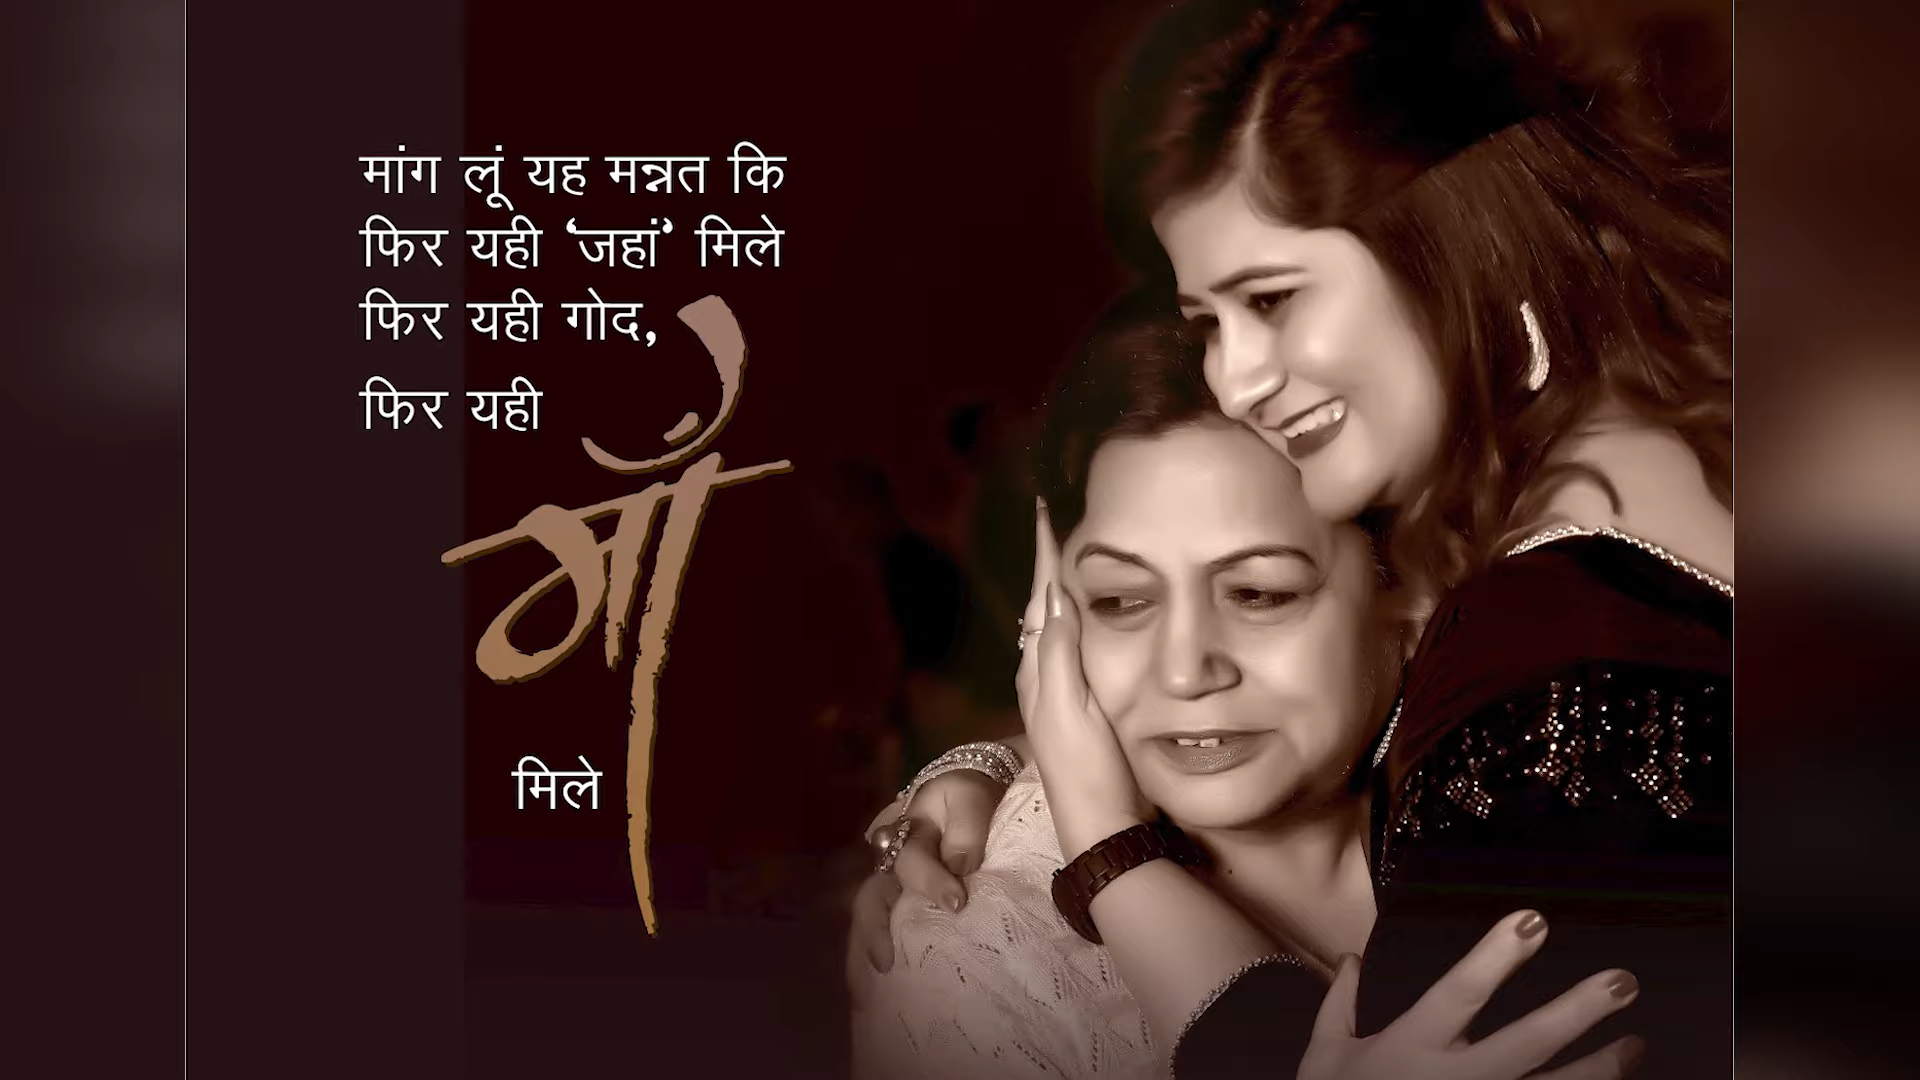 मांग लूं यह मन्नत कि
फिर यही ‘जहां’ मिले
फिर यही गोद,
फिर यही
माँ
मिले